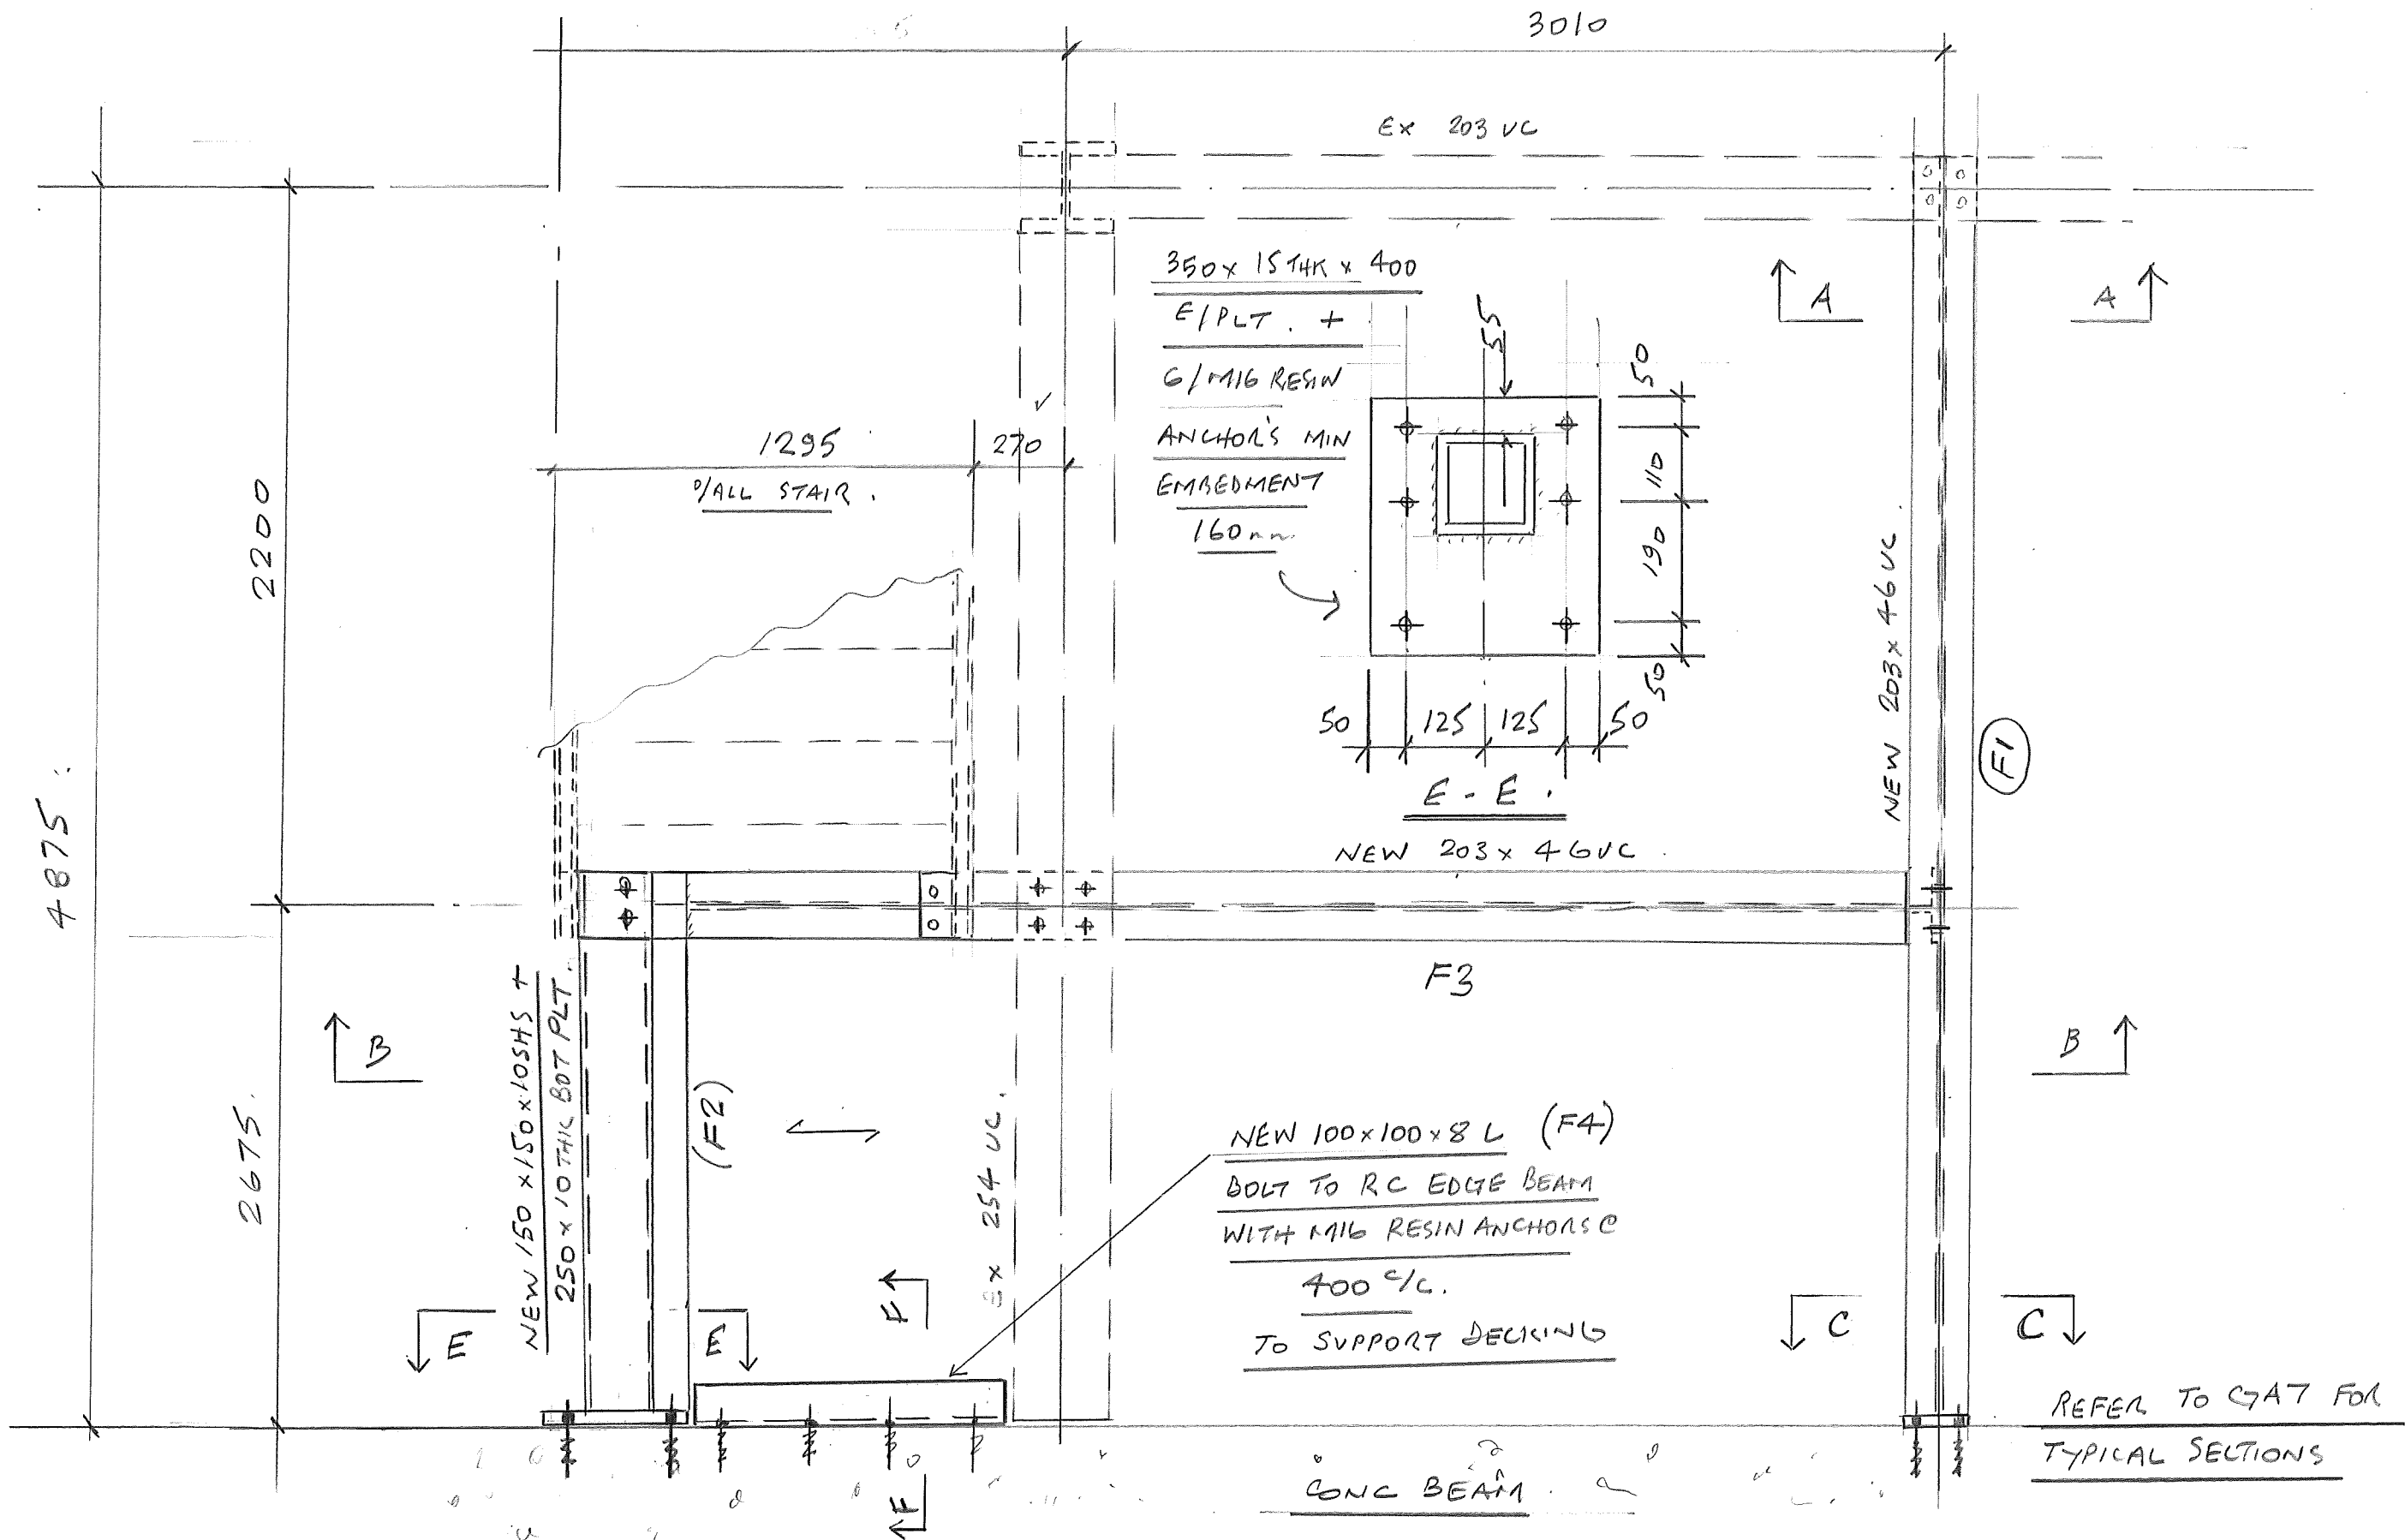 3010
EX 203 UC
350 x 15 THK x 400
E/PLT. +
6/M16 RESIN
ANCHOR'S MIN
EMBEDMENT
160mm
A
A
55
50
110
190
50
50
125
125
50
E - E.
1295
270
O/ALL STAIR.
2200
4875
2675.
NEW 203 x 46 UC.
F1
NEW 203 x 46 UC.
F3
B
B
NEW 150 x 150 x 10 SHS +
250 x 10 THK BOT PLT.
(F2)
EX 254 UC.
NEW 100 x 100 x 8 L (F4)
BOLT TO RC EDGE BEAM
WITH M16 RESIN ANCHORS @
400 c/c.
TO SUPPORT DECKING
E
E
F
F
C
C
CONC BEAM.
REFER TO GA7 FOR
TYPICAL SECTIONS